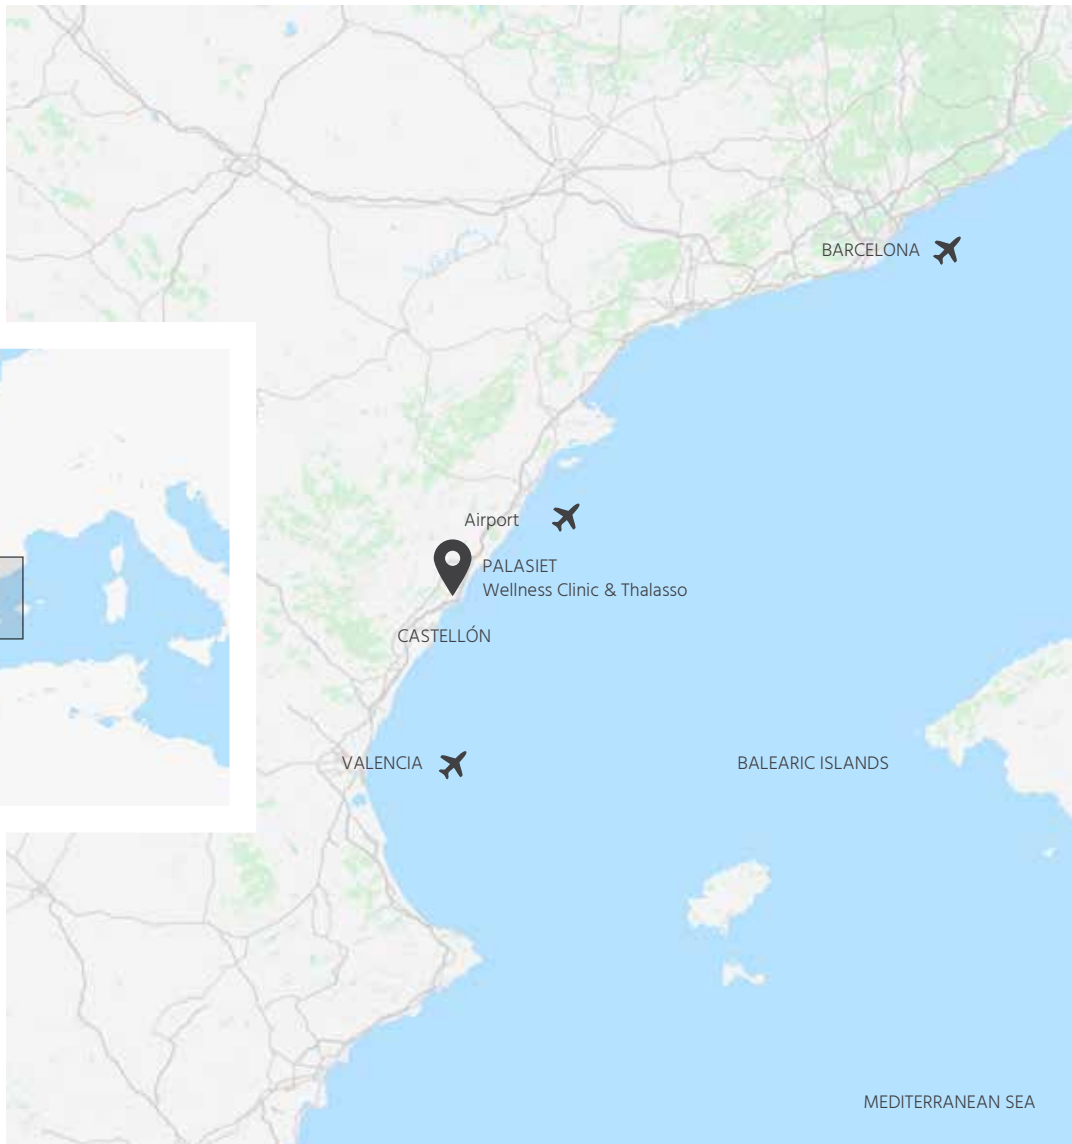 BARCELONA
Airport
PALASIET
Wellness Clinic & Thalasso
CASTELLÓN
VALENCIA
BALEARIC ISLANDS
MEDITERRANEAN SEA